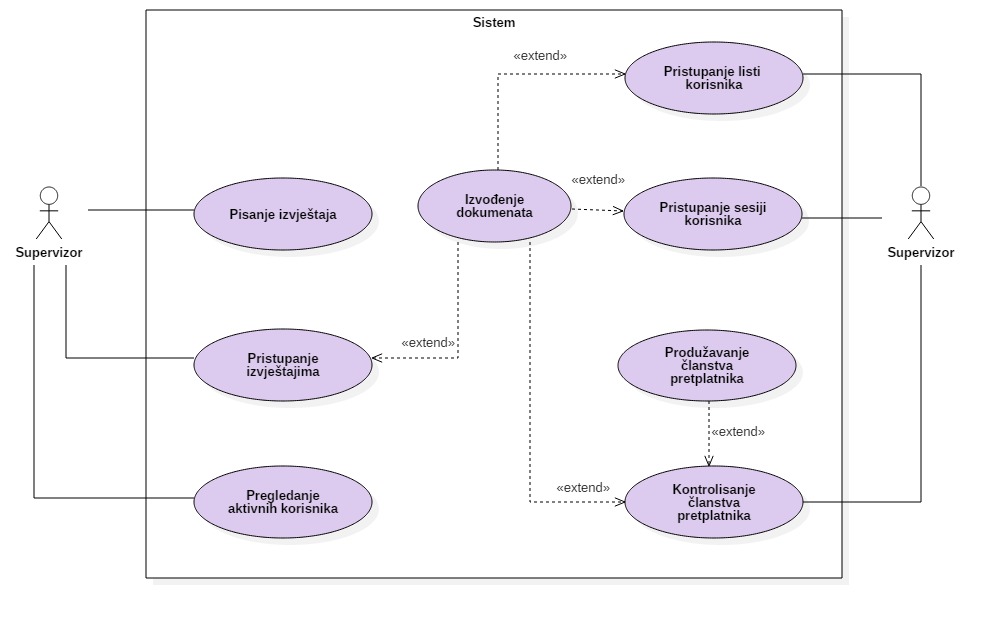 Sistem
«extend»
Pristupanje listi
korisnika
«extend»
Izvođenje
dokumenata
Pisanje izvještaja
Pristupanje sesiji
korisnika
Supervizor
Supervizor
«extend»
Pristupanje
izvještajima
Produžavanje
članstva
pretplatnika
«extend»
Pregledanje
aktivnih korisnika
«extend»
Kontrolisanje
članstva
pretplatnika